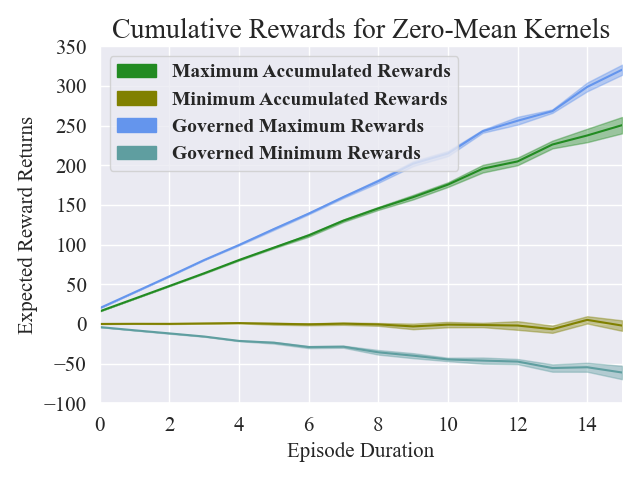 Cumulative Rewards for Zero-Mean Kernels
350
300
250
200
150
100
50
0
−50
−100
Expected Reward Returns
Maximum Accumulated Rewards
Minimum Accumulated Rewards
Governed Maximum Rewards
Governed Minimum Rewards
0 2 4 6 8 10 12 14
Episode Duration